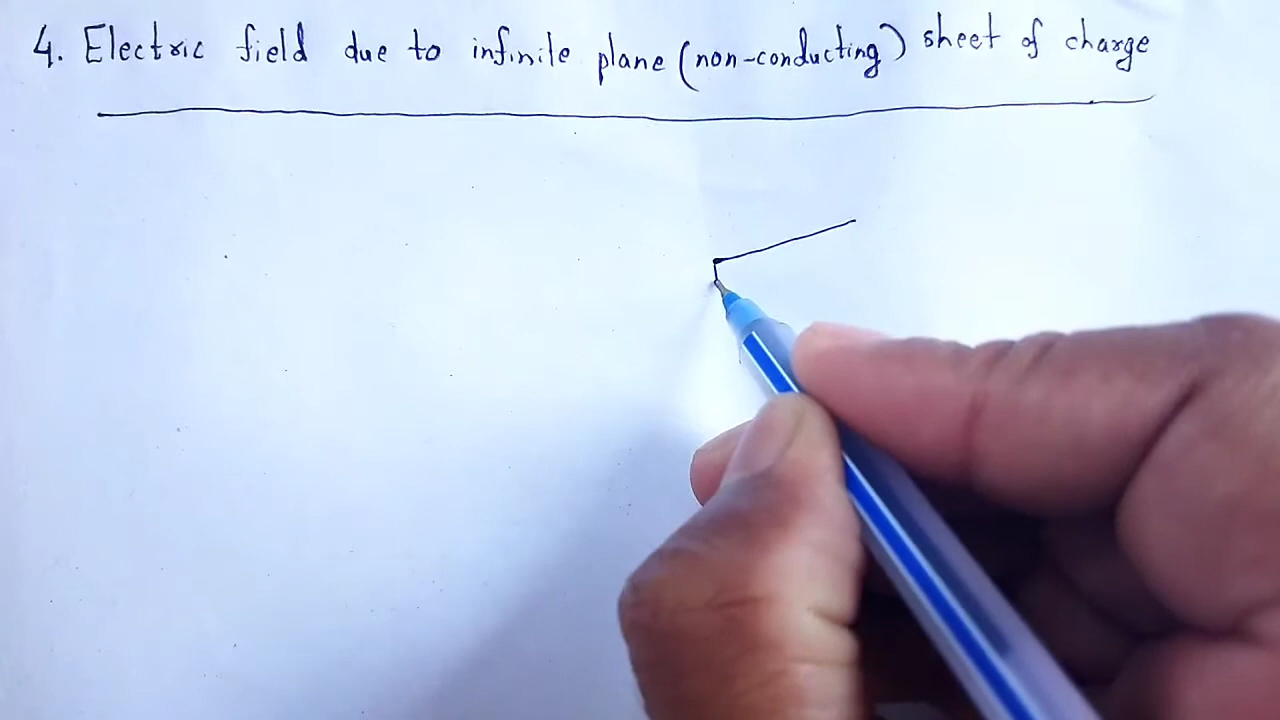 4. Electric field due to infinite plane (non-conducting) sheet of charge